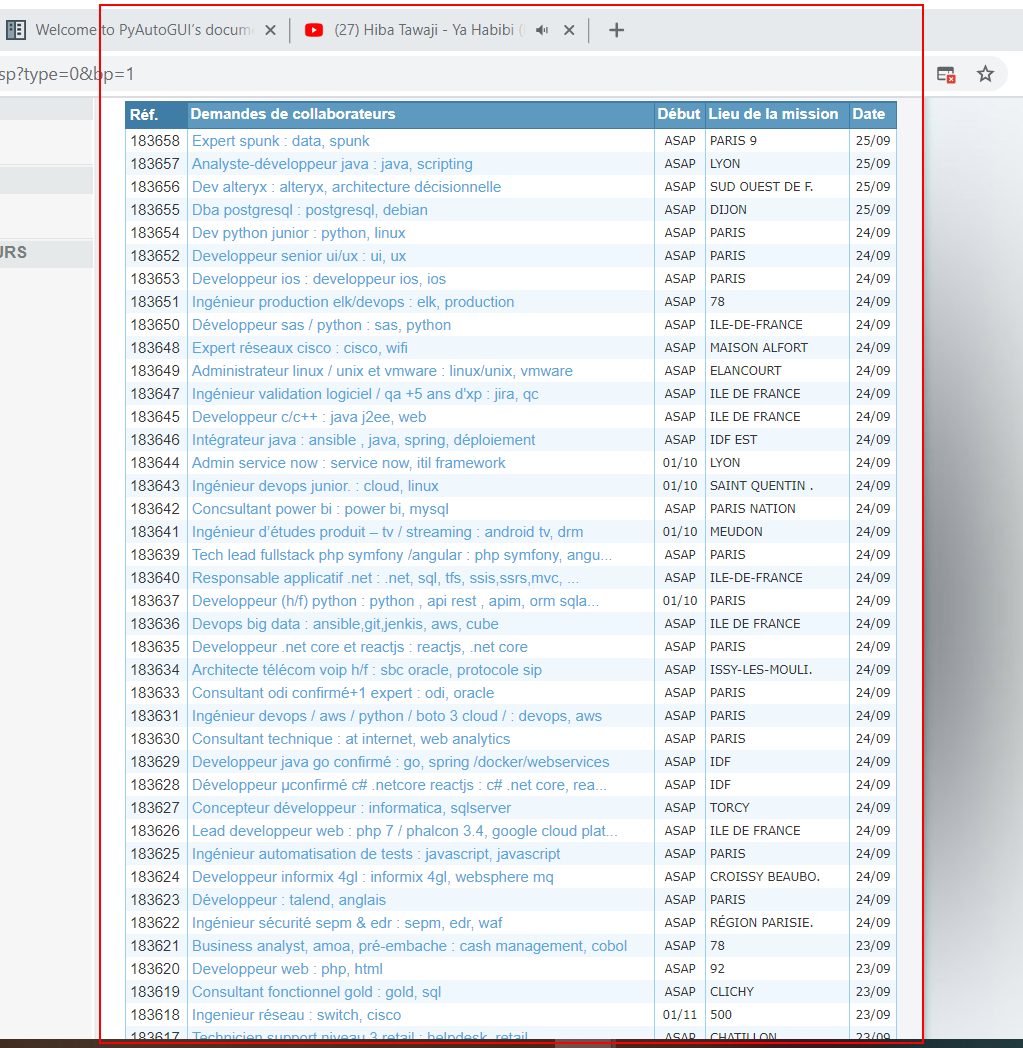 Welcome to PyAutoGUI's docum
(27) Hiba Tawaji - Ya Habibi
sp?type=0&bp=1
URS
Réf. Demandes de collaborateurs Début Lieu de la mission Date
183658 Expert spunk : data, spunk ASAP PARIS 9 25/09
183657 Analyste-développeur java : java, scripting ASAP LYON 25/09
183656 Dev alteryx : alteryx, architecture décisionnelle ASAP SUD OUEST DE F. 25/09
183655 Dba postgresql : postgresql, debian ASAP DIJON 25/09
183654 Dev python junior : python, linux ASAP PARIS 24/09
183652 Developpeur senior ui/ux : ui, ux ASAP PARIS 24/09
183653 Developpeur ios : developpeur ios, ios ASAP PARIS 24/09
183651 Ingénieur production elk/devops : elk, production ASAP 78 24/09
183650 Développeur sas / python : sas, python ASAP ILE-DE-FRANCE 24/09
183648 Expert réseaux cisco : cisco, wifi ASAP MAISON ALFORT 24/09
183649 Administrateur linux / unix et vmware : linux/unix, vmware ASAP ELANCOURT 24/09
183647 Ingénieur validation logiciel / qa +5 ans d'xp : jira, qc ASAP ILE DE FRANCE 24/09
183645 Developpeur c/c++ : java j2ee, web ASAP ILE DE FRANCE 24/09
183646 Intégrateur java : ansible , java, spring, déploiement ASAP IDF EST 24/09
183644 Admin service now : service now, itil framework 01/10 LYON 24/09
183643 Ingénieur devops junior. : cloud, linux 01/10 SAINT QUENTIN . 24/09
183642 Concsultant power bi : power bi, mysql ASAP PARIS NATION 24/09
183641 Ingénieur d'études produit – tv / streaming : android tv, drm 01/10 MEUDON 24/09
183639 Tech lead fullstack php symfony /angular : php symfony, angu... ASAP PARIS 24/09
183640 Responsable applicatif .net : .net, sql, tfs, ssis,ssrs,mvc, ... ASAP ILE-DE-FRANCE 24/09
183637 Developpeur (h/f) python : python , api rest , apim, orm sqla... 01/10 PARIS 24/09
183636 Devops big data : ansible,git,jenkis, aws, cube ASAP ILE DE FRANCE 24/09
183635 Developpeur .net core et reactjs : reactjs, .net core ASAP PARIS 24/09
183634 Architecte télécom voip h/f : sbc oracle, protocole sip ASAP ISSY-LES-MOULI. 24/09
183633 Consultant odi confirmé+1 expert : odi, oracle ASAP PARIS 24/09
183631 Ingénieur devops / aws / python / boto 3 cloud / : devops, aws ASAP PARIS 24/09
183630 Consultant technique : at internet, web analytics ASAP PARIS 24/09
183629 Developpeur java go confirmé : go, spring /docker/webservices ASAP IDF 24/09
183628 Développeur µconfirmé c# .netcore reactjs : c# .net core, rea... ASAP IDF 24/09
183627 Concepteur développeur : informatica, sqlserver ASAP TORCY 24/09
183626 Lead developpeur web : php 7 / phalcon 3.4, google cloud plat... ASAP ILE DE FRANCE 24/09
183625 Ingénieur automatisation de tests : javascript, javascript ASAP PARIS 24/09
183624 Developpeur informix 4gl : informix 4gl, websphere mq ASAP CROISSY BEAUBO. 24/09
183623 Développeur : talend, anglais ASAP PARIS 24/09
183622 Ingénieur sécurité sepm & edr : sepm, edr, waf ASAP RÉGION PARISIE. 24/09
183621 Business analyst, amoa, pré-embache : cash management, cobol ASAP 78 23/09
183620 Developpeur web : php, html ASAP 92 23/09
183619 Consultant fonctionnel gold : gold, sql ASAP CLICHY 23/09
183618 Ingenieur réseau : switch, cisco 01/11 500 23/09
183617 Technicien support niveau 3 retail : helpdesk, retail ASAP CHATILLON 23/09